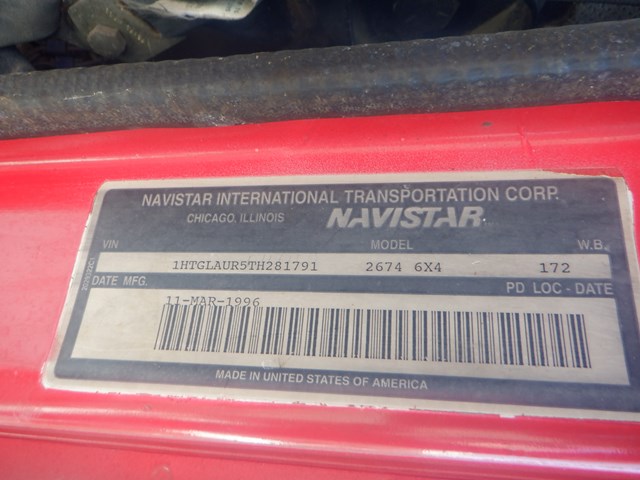 NAVISTAR INTERNATIONAL TRANSPORTATION CORP.
CHICAGO, ILLINOIS NAVISTAR
VIN MODEL W.B.
1HTGLAUR5TH281791 2674 6X4 172
DATE MFG. PD LOC - DATE
11-MAR-1996
MADE IN UNITED STATES OF AMERICA